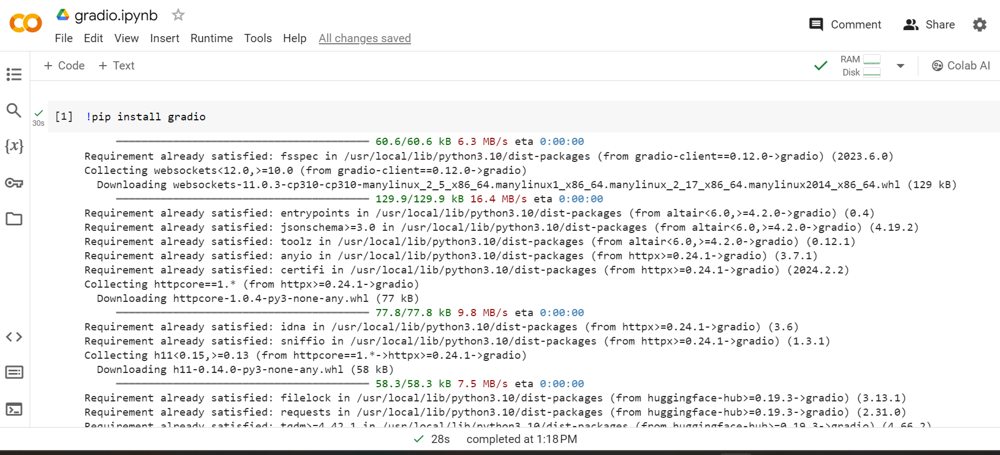 gradio.ipynb
File Edit View Insert Runtime Tools Help All changes saved
Comment
Share
+ Code + Text
RAM
Disk
Colab AI
30s
[1] !pip install gradio
60.6/60.6 kB 6.3 MB/s eta 0:00:00
Requirement already satisfied: fsspec in /usr/local/lib/python3.10/dist-packages (from gradio-client==0.12.0->gradio) (2023.6.0)
Collecting websockets<12.0,>=10.0 (from gradio-client==0.12.0->gradio)
Downloading websockets-11.0.3-cp310-cp310-manylinux_2_5_x86_64.manylinux1_x86_64.manylinux_2_17_x86_64.manylinux2014_x86_64.whl (129 kB)
129.9/129.9 kB 16.4 MB/s eta 0:00:00
Requirement already satisfied: entrypoints in /usr/local/lib/python3.10/dist-packages (from altair<6.0,>=4.2.0->gradio) (0.4)
Requirement already satisfied: jsonschema>=3.0 in /usr/local/lib/python3.10/dist-packages (from altair<6.0,>=4.2.0->gradio) (4.19.2)
Requirement already satisfied: toolz in /usr/local/lib/python3.10/dist-packages (from altair<6.0,>=4.2.0->gradio) (0.12.1)
Requirement already satisfied: anyio in /usr/local/lib/python3.10/dist-packages (from httpx>=0.24.1->gradio) (3.7.1)
Requirement already satisfied: certifi in /usr/local/lib/python3.10/dist-packages (from httpx>=0.24.1->gradio) (2024.2.2)
Collecting httpcore==1.* (from httpx>=0.24.1->gradio)
Downloading httpcore-1.0.4-py3-none-any.whl (77 kB)
77.8/77.8 kB 9.8 MB/s eta 0:00:00
Requirement already satisfied: idna in /usr/local/lib/python3.10/dist-packages (from httpx>=0.24.1->gradio) (3.6)
Requirement already satisfied: sniffio in /usr/local/lib/python3.10/dist-packages (from httpx>=0.24.1->gradio) (1.3.1)
Collecting h11<0.15,>=0.13 (from httpcore==1.*->httpx>=0.24.1->gradio)
Downloading h11-0.14.0-py3-none-any.whl (58 kB)
58.3/58.3 kB 7.5 MB/s eta 0:00:00
Requirement already satisfied: filelock in /usr/local/lib/python3.10/dist-packages (from huggingface-hub>=0.19.3->gradio) (3.13.1)
Requirement already satisfied: requests in /usr/local/lib/python3.10/dist-packages (from huggingface-hub>=0.19.3->gradio) (2.31.0)
Requirement already satisfied: tqdm>=4.42.1 in /usr/local/lib/python3.10/dist-packages (from huggingface-hub>=0.19.3->gradio) (4.66.2)
28s completed at 1:18 PM